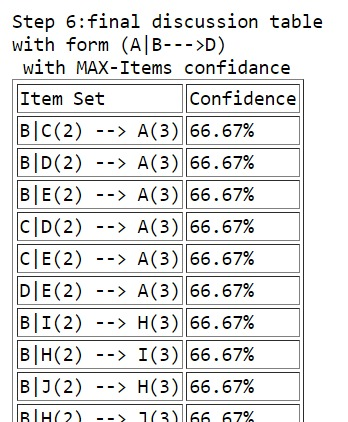 Step 6:final discussion table
with form (A|B--->D)
with MAX-Items confidance
Item Set Confidence
B|C(2) --> A(3) 66.67%
B|D(2) --> A(3) 66.67%
B|E(2) --> A(3) 66.67%
C|D(2) --> A(3) 66.67%
C|E(2) --> A(3) 66.67%
D|E(2) --> A(3) 66.67%
B|I(2) --> H(3) 66.67%
B|H(2) --> I(3) 66.67%
B|J(2) --> H(3) 66.67%
B|H(2) --> J(3) 66.67%